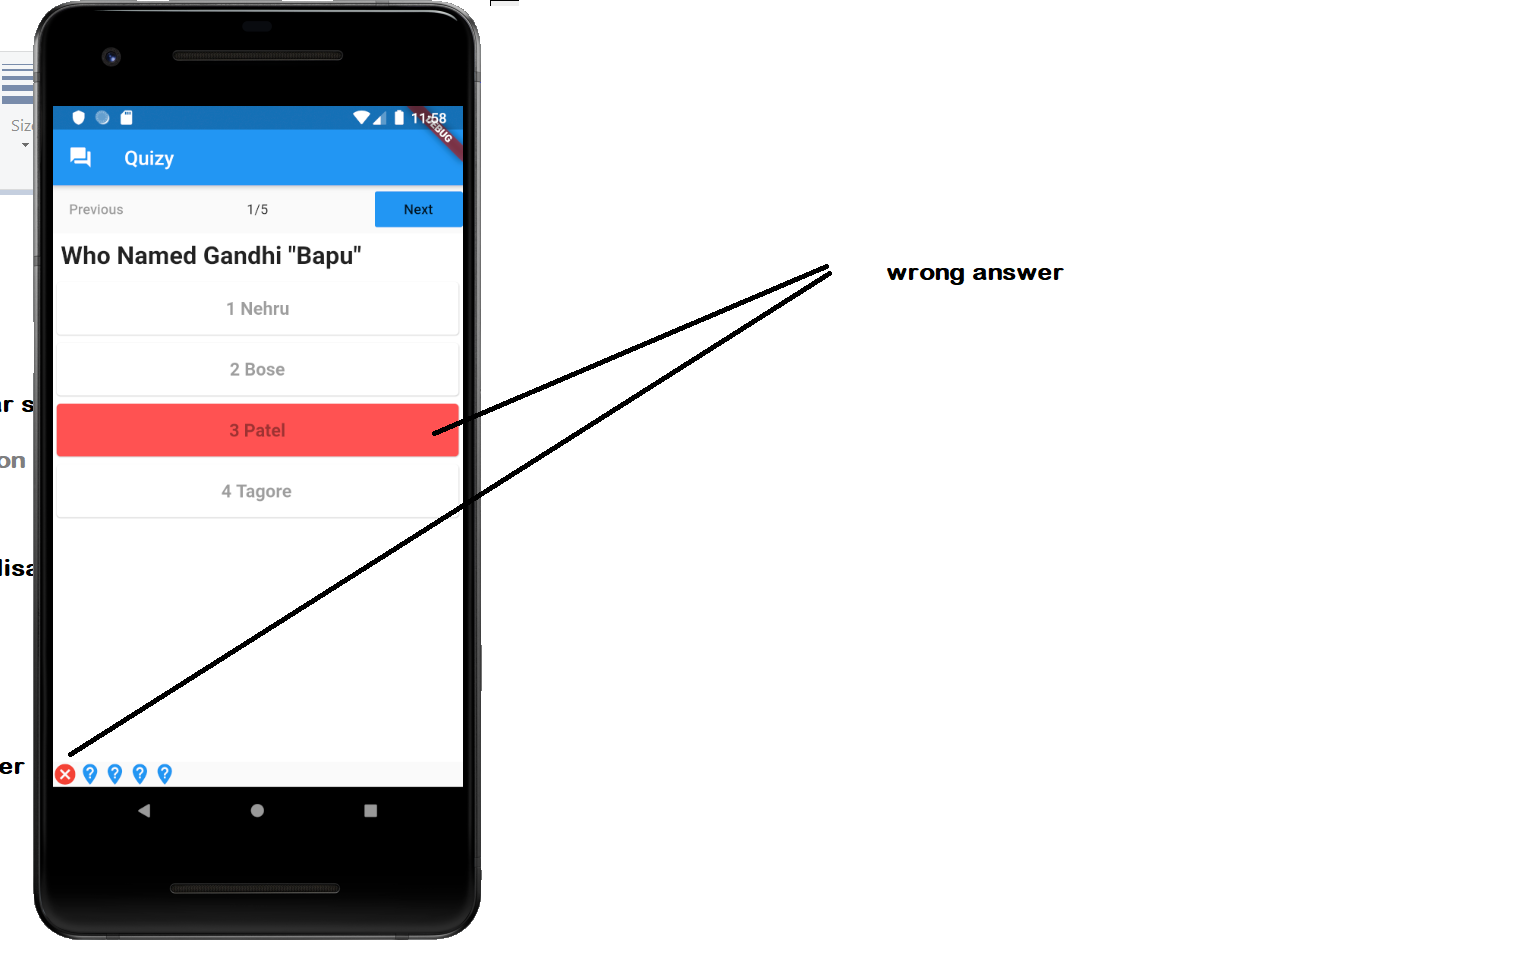 Size
11:58
DEBUG
Quizy
Previous
1/5
Next
Who Named Gandhi "Bapu"
wrong answer
1 Nehru
2 Bose
3 Patel
4 Tagore
on
lisa
er